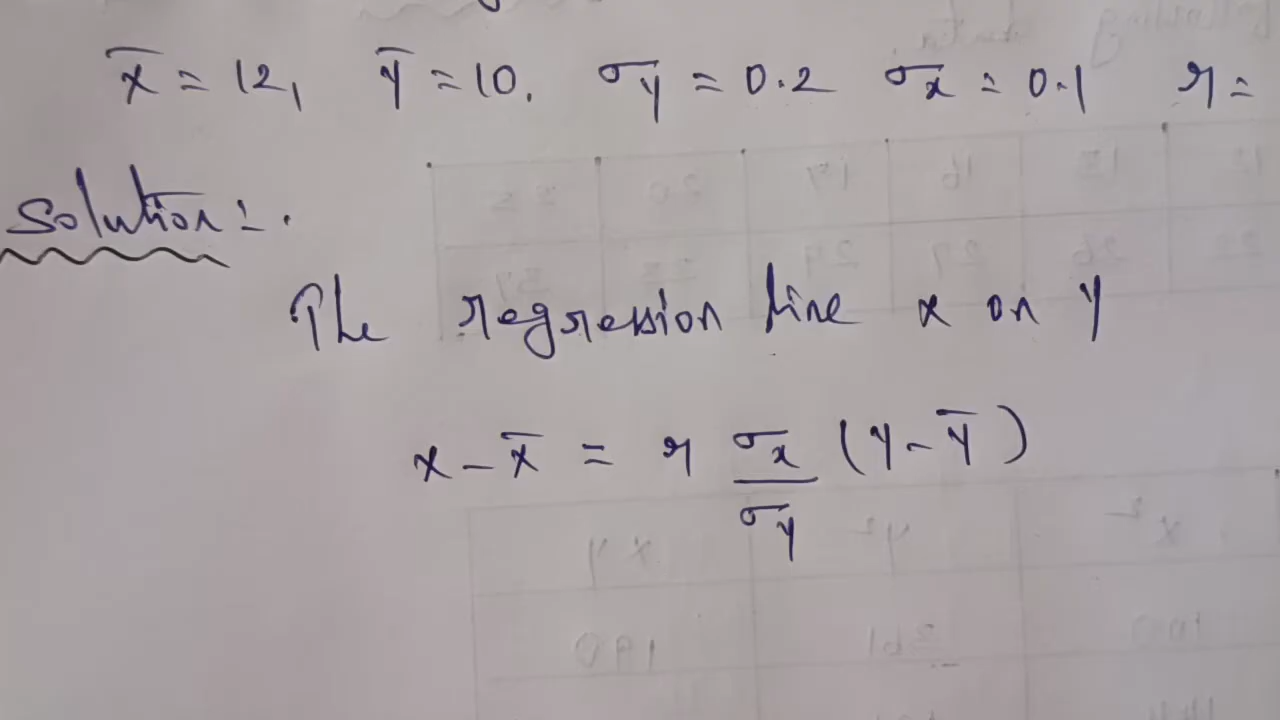 x̄ = 12, ȳ = 10. σy = 0.2 σx = 0.1 r =
Solution:-.
The regression line x on y
x - x̄ = r σx/σy (y - ȳ)